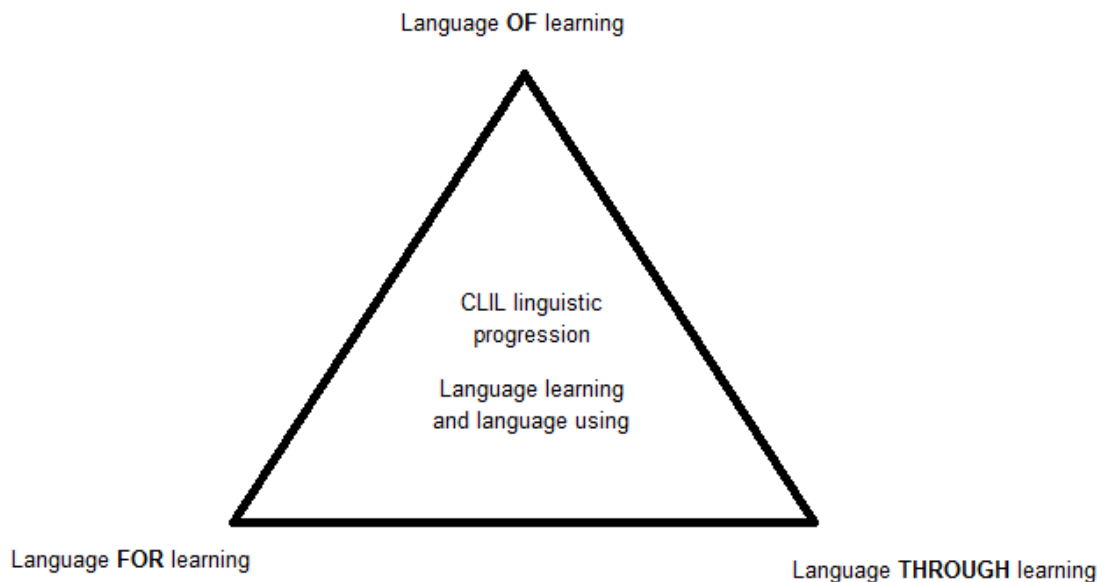 Language OF learning
CLIL linguistic
progression
Language learning
and language using
Language FOR learning
Language THROUGH learning